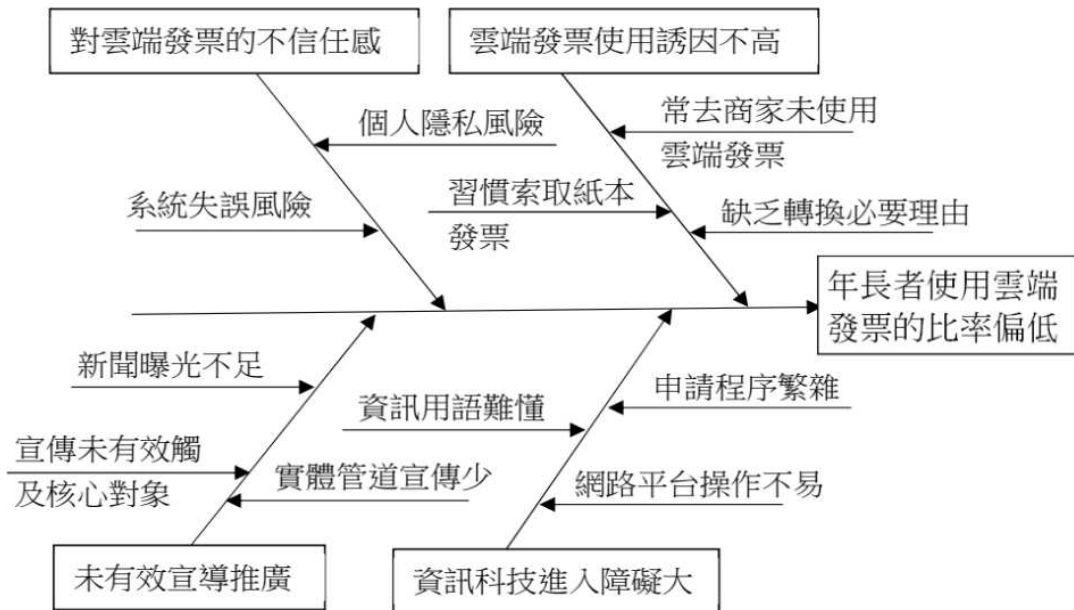 對雲端發票的不信任感
雲端發票使用誘因不高
個人隱私風險
常去商家未使用
雲端發票
系統失誤風險
習慣索取紙本
發票
缺乏轉換必要理由
年長者使用雲端
發票的比率偏低
新聞曝光不足
資訊用語難懂
申請程序繁雜
宣傳未有效觸
及核心對象
實體管道宣傳少
網路平台操作不易
未有效宣導推廣
資訊科技進入障礙大